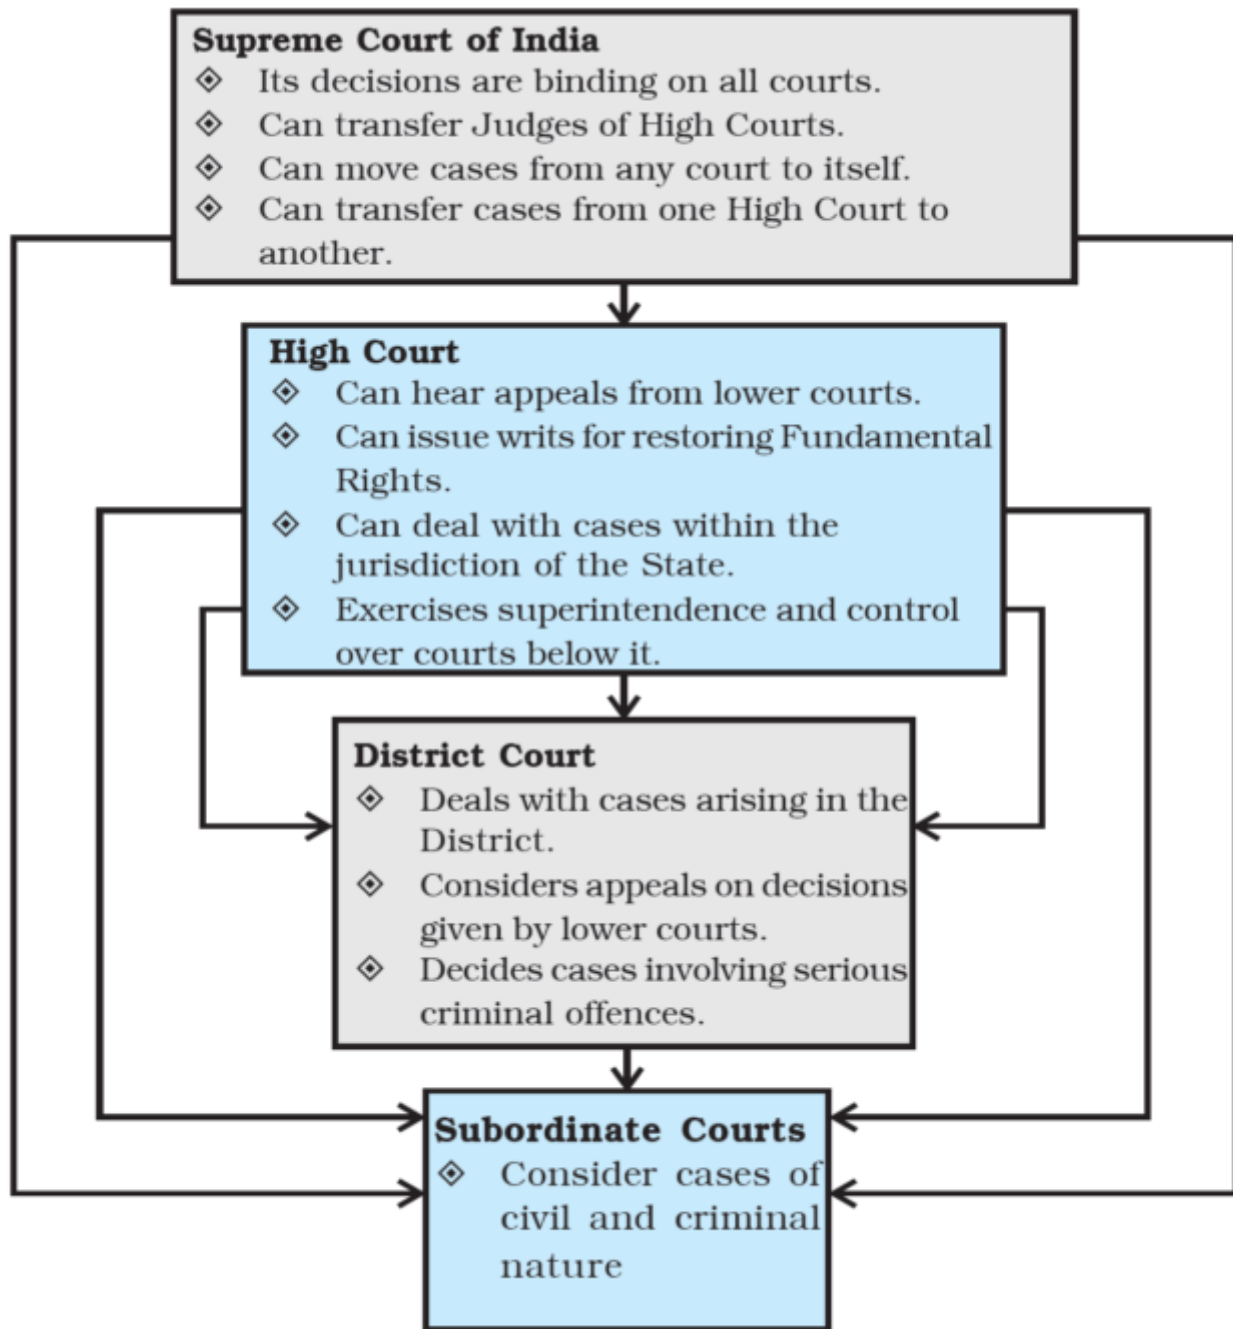 Supreme Court of India
Its decisions are binding on all courts.
Can transfer Judges of High Courts.
Can move cases from any court to itself.
Can transfer cases from one High Court to
another.
High Court
Can hear appeals from lower courts.
Can issue writs for restoring Fundamental
Rights.
Can deal with cases within the
jurisdiction of the State.
Exercises superintendence and control
over courts below it.
District Court
Deals with cases arising in the
District.
Considers appeals on decisions
given by lower courts.
Decides cases involving serious
criminal offences.
Subordinate Courts
Consider cases of
civil and criminal
nature